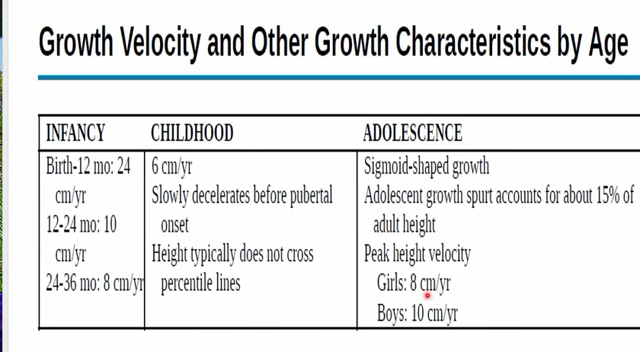 Growth Velocity and Other Growth Characteristics by Age
INFANCY
Birth-12 mo: 24
cm/yr
12-24 mo: 10
cm/yr
24-36 mo: 8 cm/yr
CHILDHOOD
6 cm/yr
Slowly decelerates before pubertal
onset
Height typically does not cross
percentile lines
ADOLESCENCE
Sigmoid-shaped growth
Adolescent growth spurt accounts for about 15% of
adult height
Peak height velocity
Girls: 8 cm/yr
Boys: 10 cm/yr